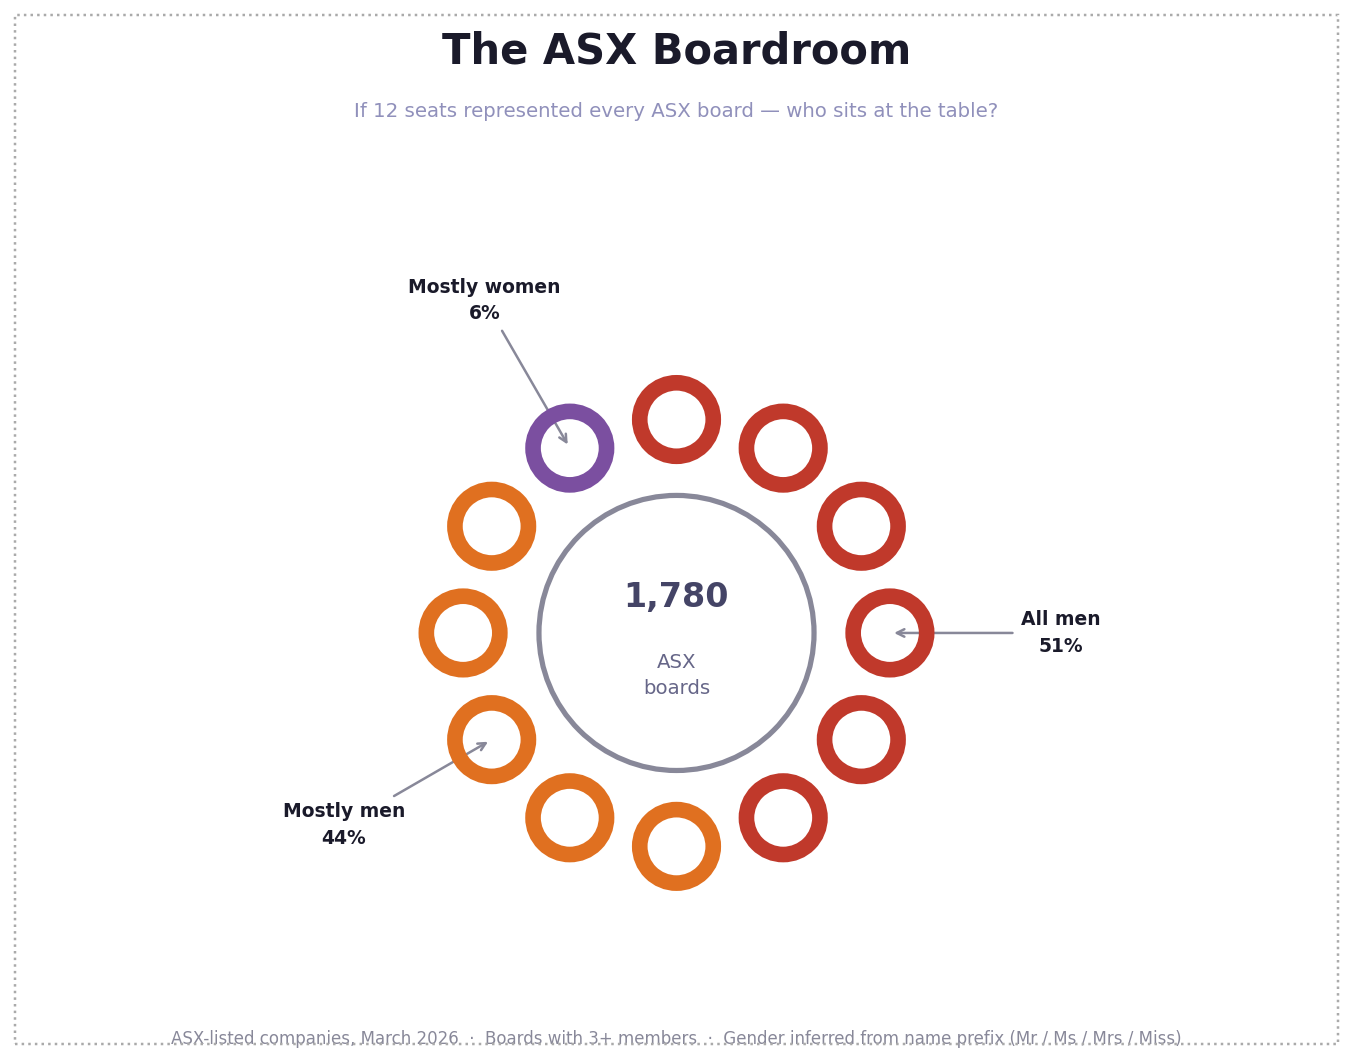 The ASX Boardroom
If 12 seats represented every ASX board — who sits at the table?
Mostly women
6%
1,780
ASX
boards
All men
51%
Mostly men
44%
ASX-listed companies, March 2026 · Boards with 3+ members · Gender inferred from name prefix (Mr / Ms / Mrs / Miss)